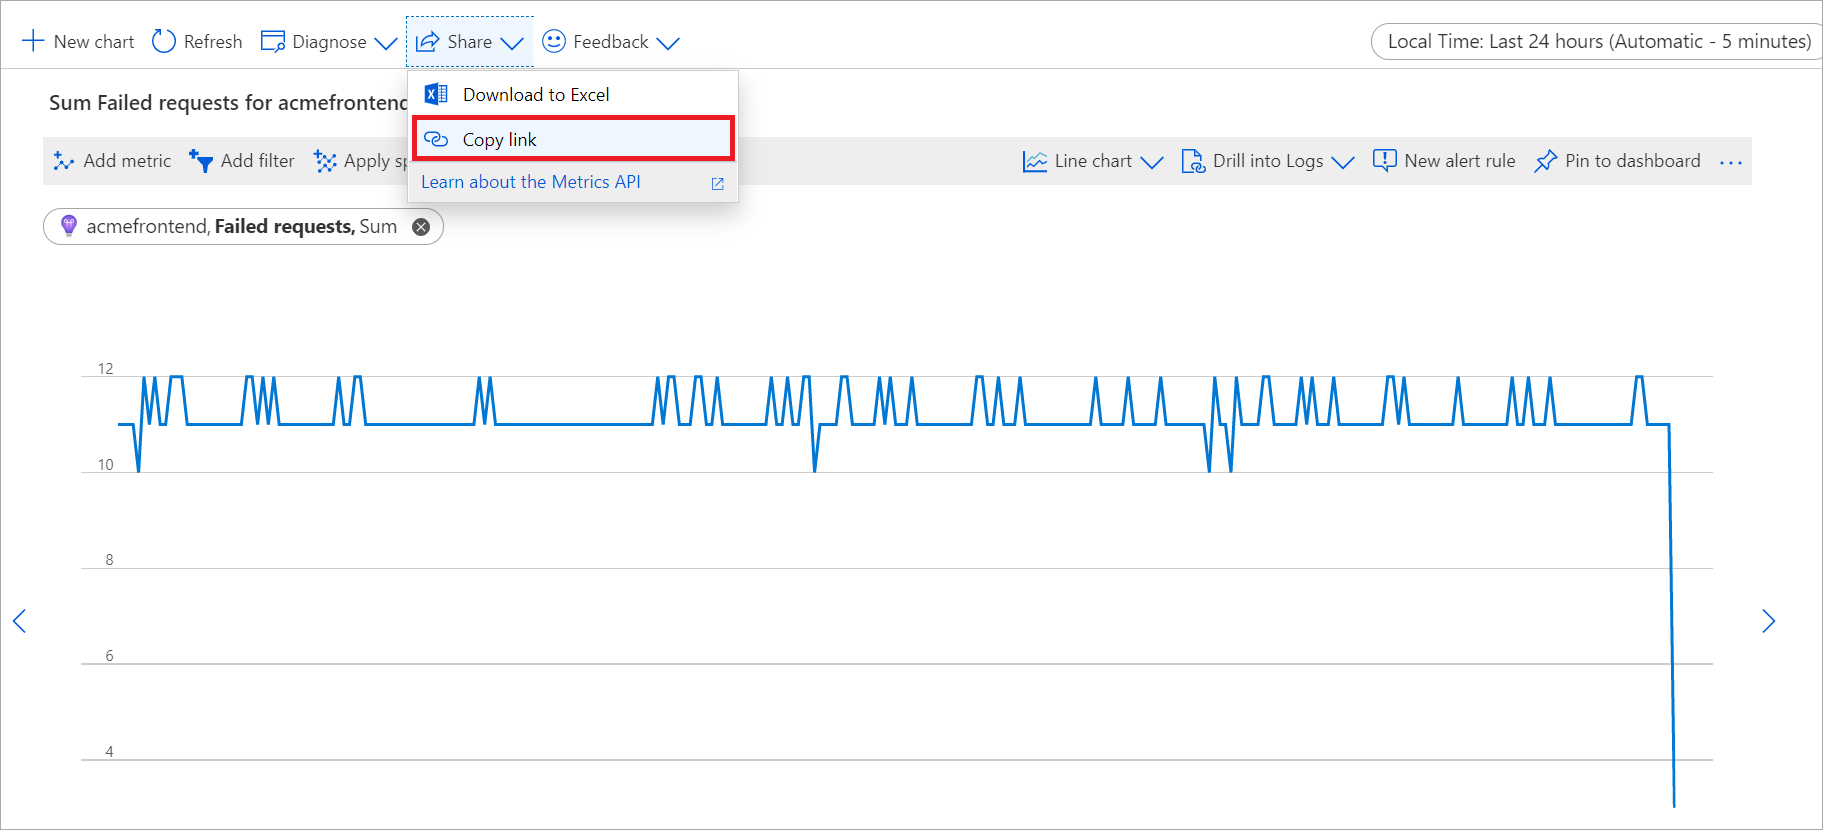 New chart Refresh Diagnose Share Feedback Local Time: Last 24 hours (Automatic - 5 minutes)
Download to Excel
Sum Failed requests for acmefrontend
Copy link
Add metric Add filter Apply Line chart Drill into Logs New alert rule Pin to dashboard ...
Learn about the Metrics API
acmefrontend, Failed requests, Sum
12
10
8
6
4